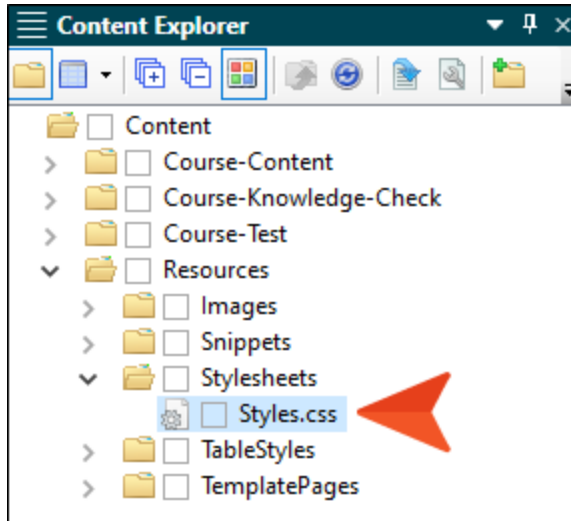 Content Explorer
Content
Course-Content
Course-Knowledge-Check
Course-Test
Resources
Images
Snippets
Stylesheets
Styles.css
TableStyles
TemplatePages